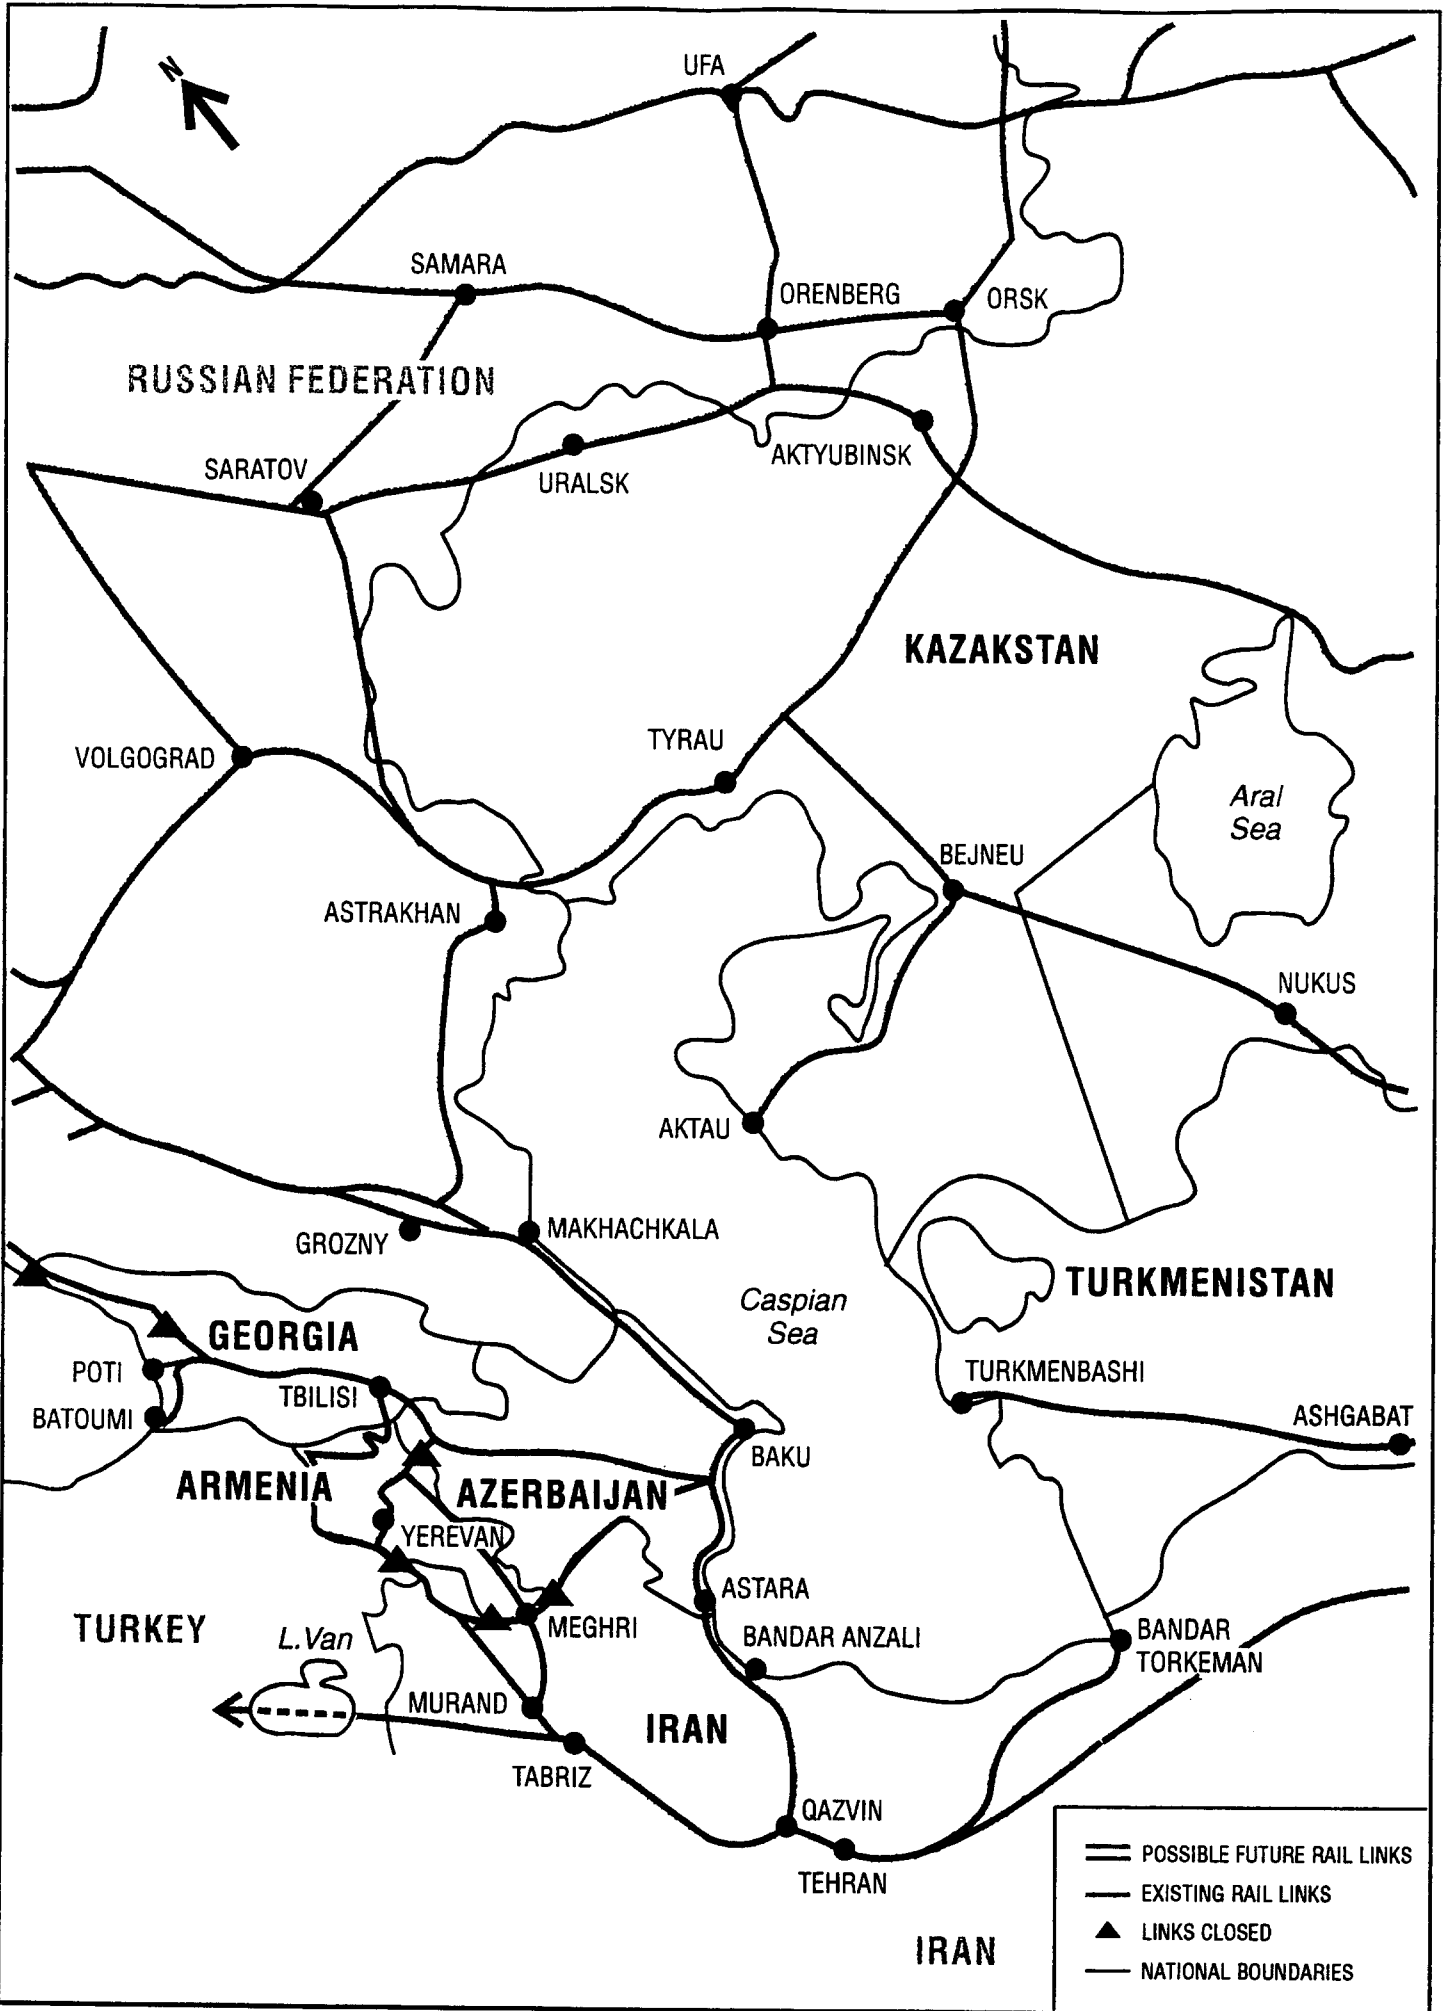 N
UFA
SAMARA
ORENBERG
ORSK
RUSSIAN FEDERATION
SARATOV
URALSK
AKTYUBINSK
KAZAKSTAN
VOLGOGRAD
TYRAU
Aral
Sea
BEJNEU
ASTRAKHAN
NUKUS
AKTAU
GROZNY
MAKHACHKALA
Caspian
Sea
TURKMENISTAN
GEORGIA
POTI
TBILISI
TURKMENBASHI
BATOUMI
ASHGABAT
BAKU
ARMENIA
AZERBAIJAN
YEREVAN
ASTARA
TURKEY
L.Van
MEGHRI
BANDAR ANZALI
BANDAR
TORKEMAN
MURAND
IRAN
TABRIZ
QAZVIN
TEHRAN
IRAN
POSSIBLE FUTURE RAIL LINKS
EXISTING RAIL LINKS
LINKS CLOSED
NATIONAL BOUNDARIES